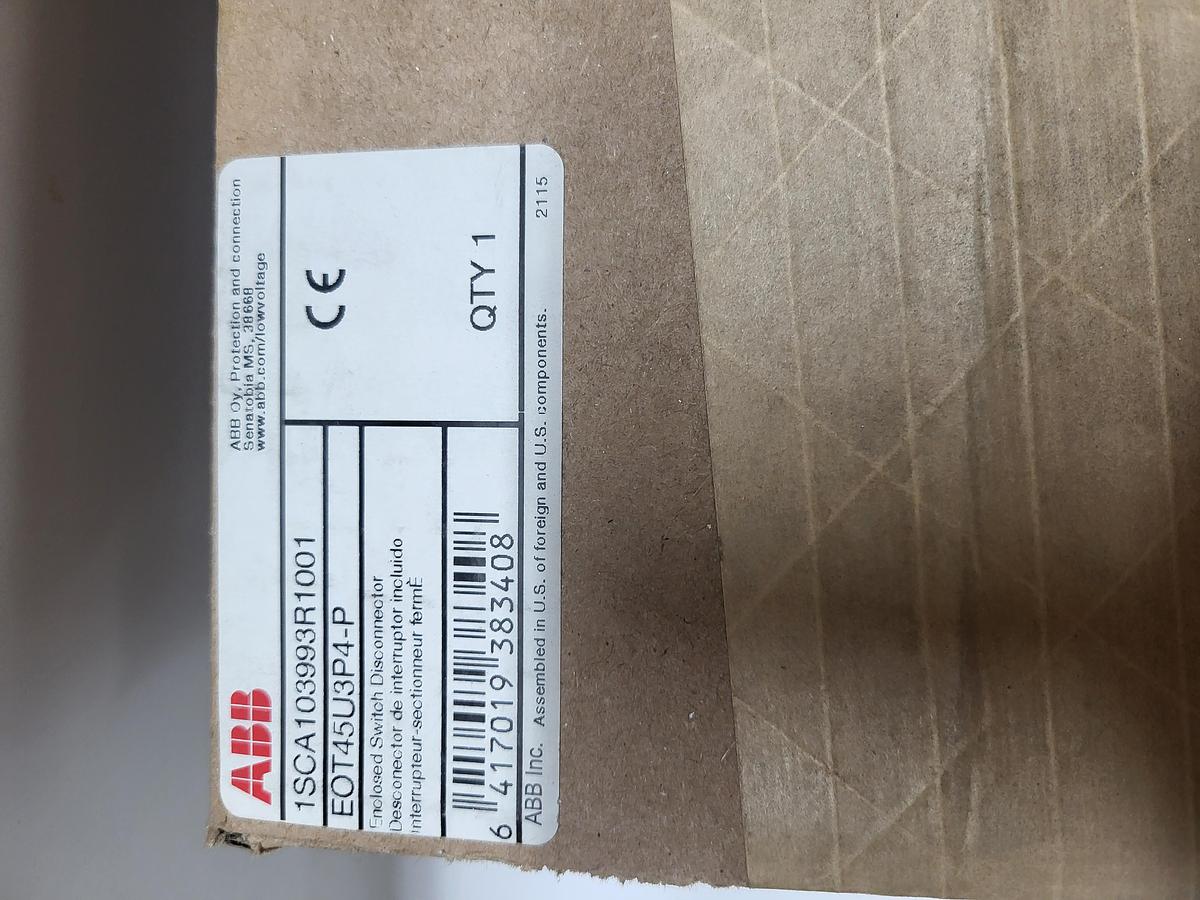 ABB
ABB Oy, Protection and connection
Senatobia MS, 38668
www.abb.com/lowvoltage
1SCA103993R1001
EOT45U3P4-P
CE
Enclosed Switch Disconnector
Desconector de interruptor incluido
Interrupteur-sectionneur fermÈ
QTY 1
6 417019 383408
ABB Inc. Assembled in U.S. of foreign and U.S. components. 2115